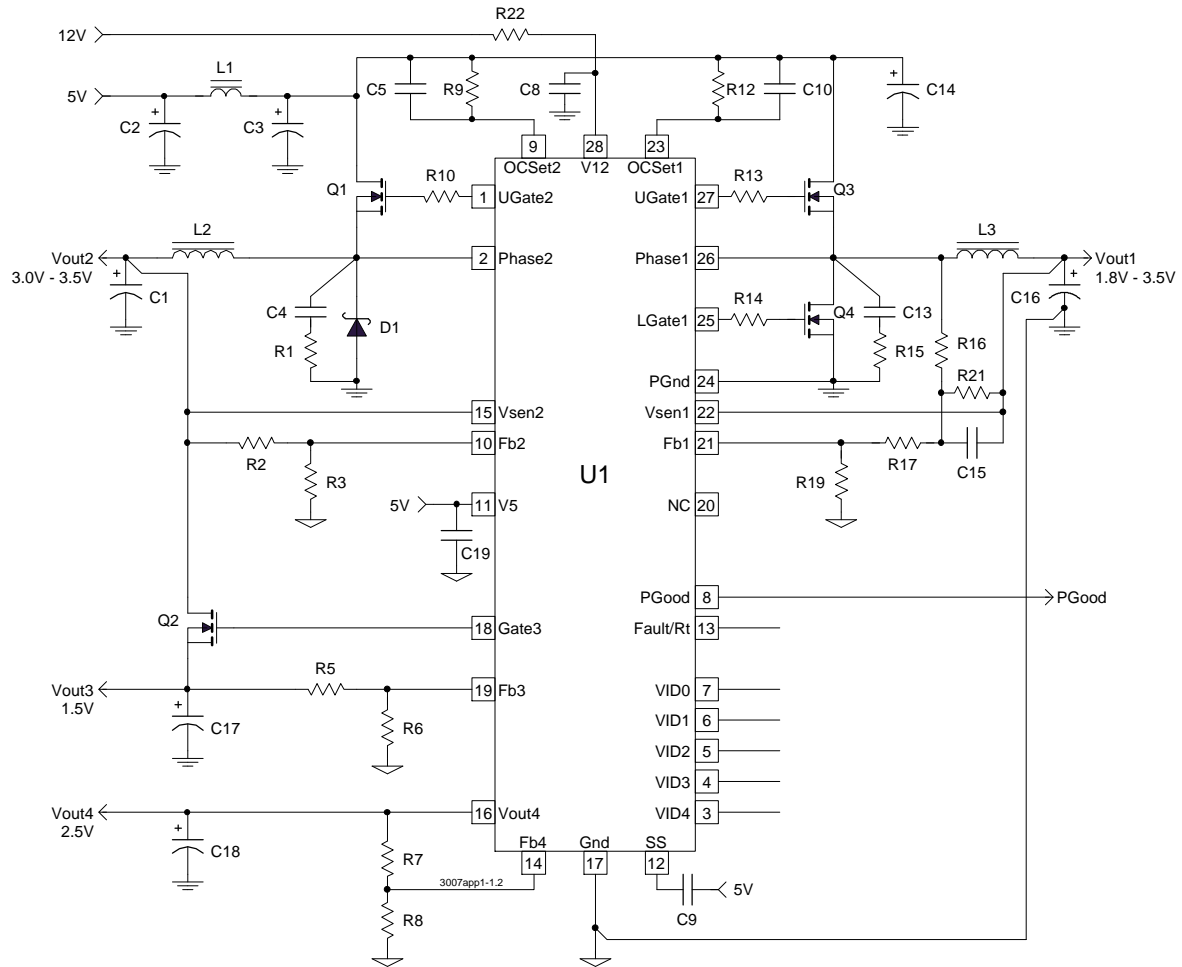 R22
12V
L1
5V
C2
C3
C5
R9
C8
R12
C10
C14
9
28
23
OCSet2
V12
OCSet1
Q1
R10
1
UGate2
UGate1
27
R13
Q3
L2
L3
Vout2
3.0V - 3.5V
2
Phase2
Phase1
26
Vout1
1.8V - 3.5V
C1
C4
R1
D1
LGate1
25
R14
Q4
C13
R15
C16
R16
R21
PGnd
24
15
Vsen2
Vsen1
22
10
Fb2
Fb1
21
R2
R3
U1
R17
C15
R19
5V
11
V5
NC
20
C19
PGood
8
PGood
Q2
18
Gate3
Fault/Rt
13
R5
Vout3
1.5V
19
Fb3
VID0
7
C17
R6
VID1
6
VID2
5
VID3
4
Vout4
2.5V
16
Vout4
VID4
3
C18
R7
Fb4
Gnd
SS
14
17
12
3007app1-1.2
5V
R8
C9